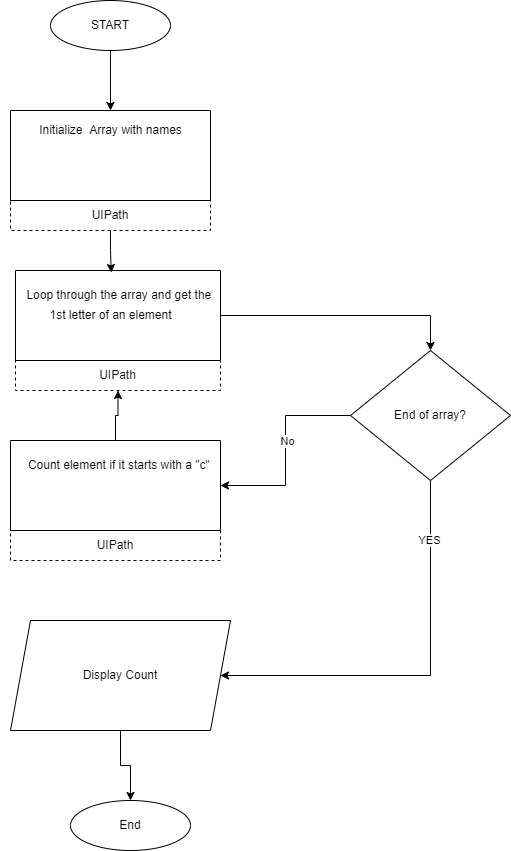 START
Initialize  Array with names
UIPath
Loop through the array and get the
1st letter of an element
UIPath
End of array?
No
Count element if it starts with a "c"
UIPath
YES
Display Count
End